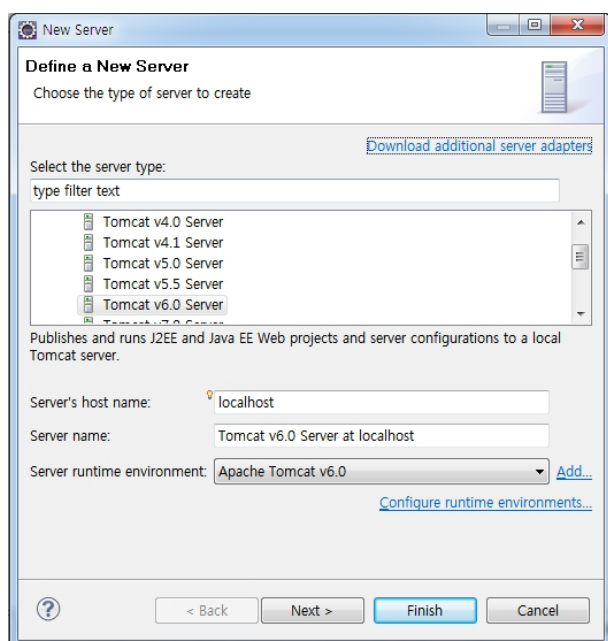 New Server
Define a New Server
Choose the type of server to create
Download additional server adapters
Select the server type:
type filter text
Tomcat v4.0 Server
Tomcat v4.1 Server
Tomcat v5.0 Server
Tomcat v5.5 Server
Tomcat v6.0 Server
Publishes and runs J2EE and Java EE Web projects and server configurations to a local
Tomcat server.
Server's host name: localhost
Server name: Tomcat v6.0 Server at localhost
Server runtime environment: Apache Tomcat v6.0 Add...
Configure runtime environments...
? < Back Next > Finish Cancel